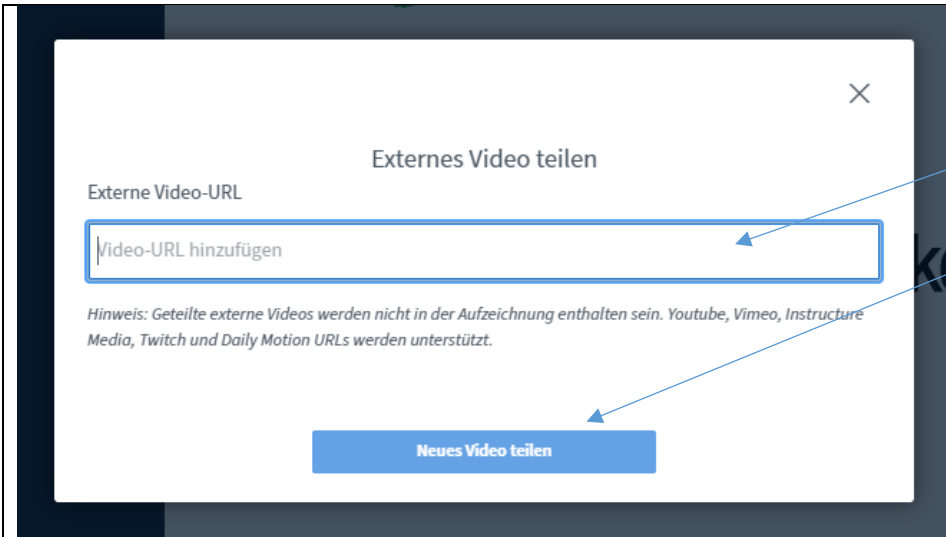 Externes Video teilen
Externe Video-URL
Video-URL hinzufügen
Hinweis: Geteilte externe Videos werden nicht in der Aufzeichnung enthalten sein. Youtube, Vimeo, Instructure
Media, Twitch und Daily Motion URLs werden unterstützt.
Neues Video teilen